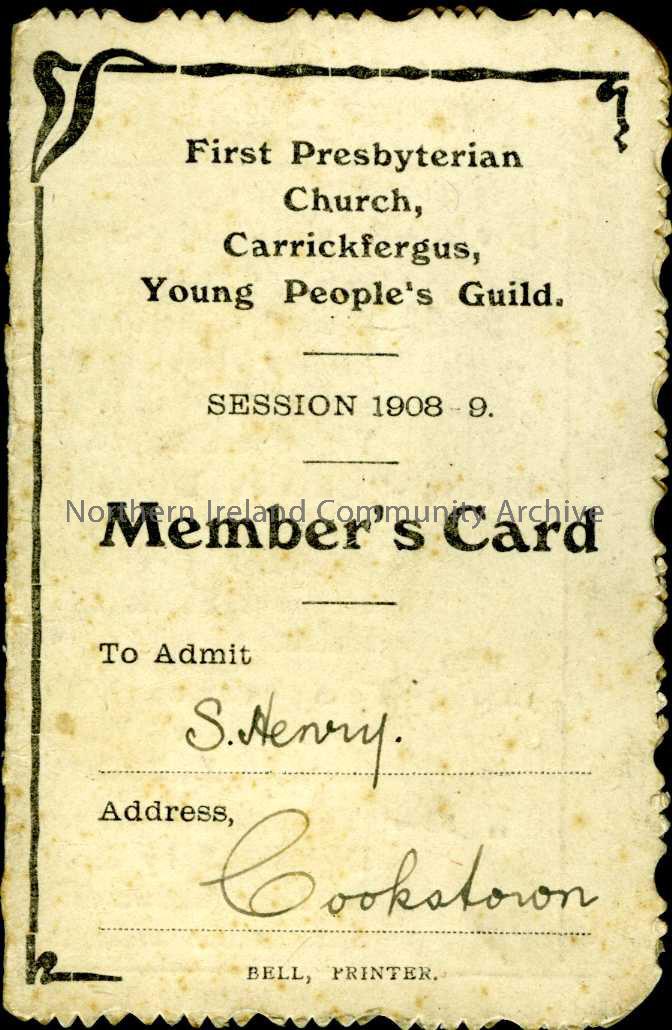 First Presbyterian
Church,
Carrickfergus,
Young People's Guild.
SESSION 1908-9.
Northern Ireland Community Archive
Member's Card
To Admit
S. Henry.
Address,
Cookstown
BELL, PRINTER.